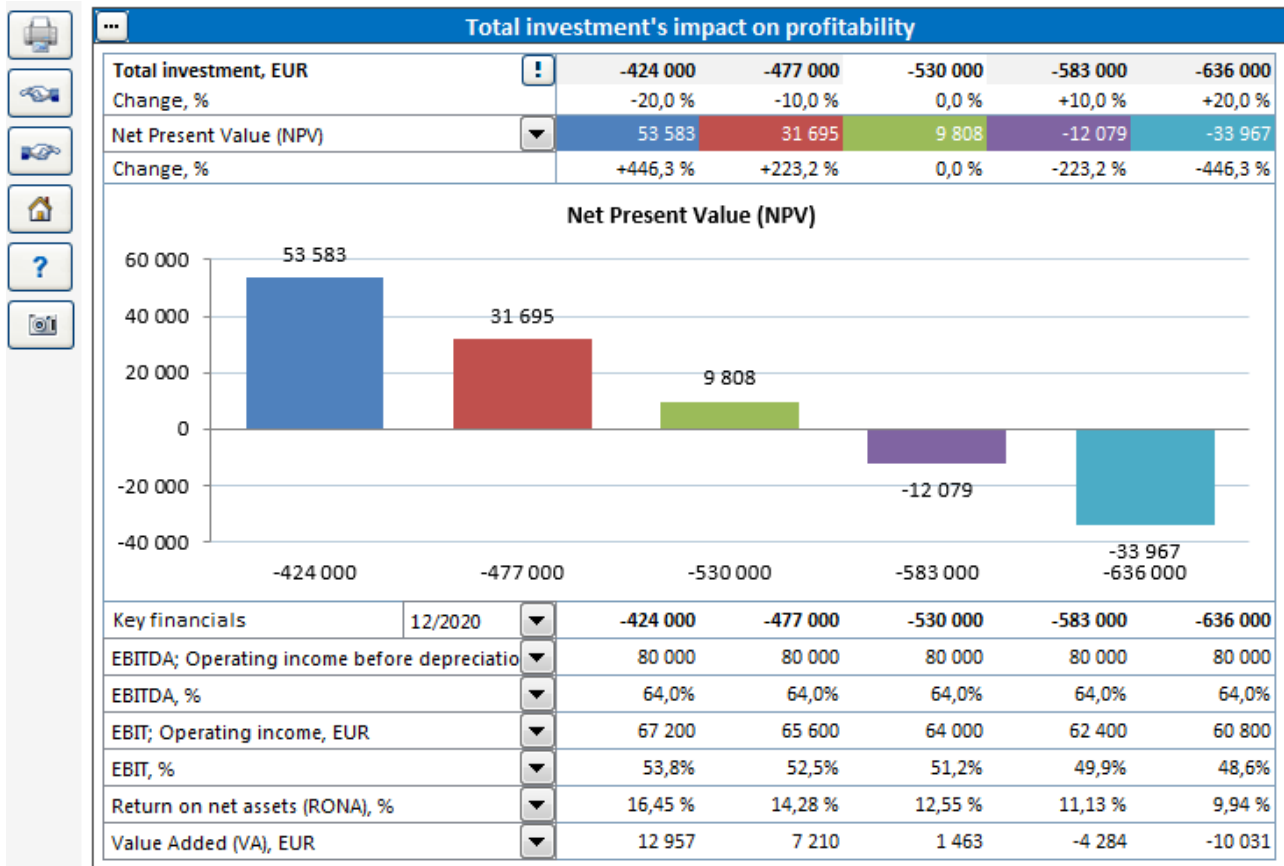 ... Total investment's impact on profitability
Total investment, EUR ! -424 000 -477 000 -530 000 -583 000 -636 000
Change, % -20,0 % -10,0 % 0,0 % +10,0 % +20,0 %
Net Present Value (NPV) 53 583 31 695 9 808 -12 079 -33 967
Change, % +446,3 % +223,2 % 0,0 % -223,2 % -446,3 %
Net Present Value (NPV)
60 000
53 583
40 000
31 695
20 000
9 808
0
-20 000
-12 079
-40 000
-33 967
-424 000 -477 000 -530 000 -583 000 -636 000
Key financials 12/2020 -424 000 -477 000 -530 000 -583 000 -636 000
EBITDA; Operating income before depreciatio 80 000 80 000 80 000 80 000 80 000
EBITDA, % 64,0% 64,0% 64,0% 64,0% 64,0%
EBIT; Operating income, EUR 67 200 65 600 64 000 62 400 60 800
EBIT, % 53,8% 52,5% 51,2% 49,9% 48,6%
Return on net assets (RONA), % 16,45 % 14,28 % 12,55 % 11,13 % 9,94 %
Value Added (VA), EUR 12 957 7 210 1 463 -4 284 -10 031
?